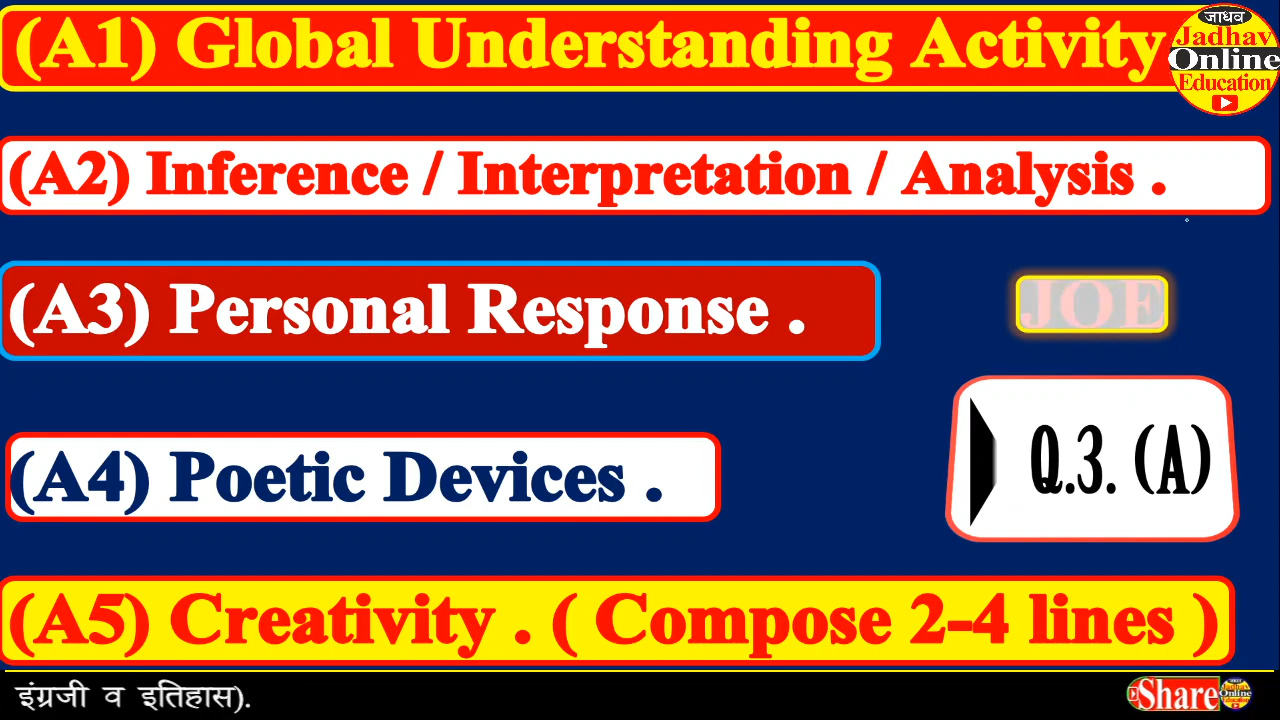 (A1) Global Understanding Activity
जाधव
Jadhav
Online
Education
(A2) Inference / Interpretation / Analysis .
(A3) Personal Response .
JOE
(A4) Poetic Devices .
Q.3. (A)
(A5) Creativity . ( Compose 2-4 lines )
इंग्रजी व इतिहास).
Share